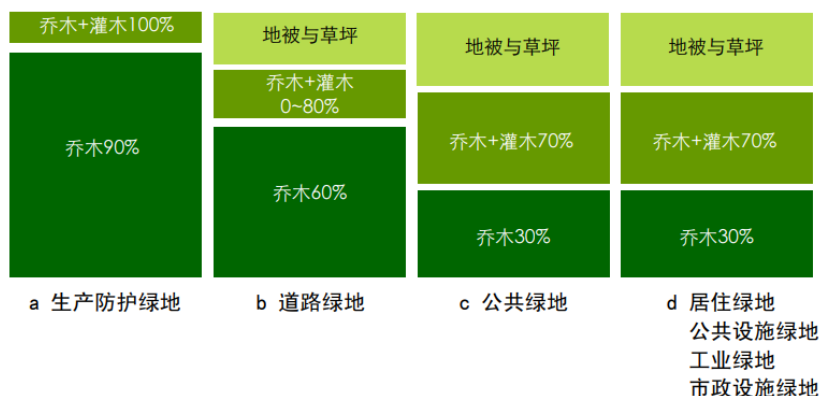 乔木+灌木100%
乔木90%
a 生产防护绿地
地被与草坪
乔木+灌木
0~80%
乔木60%
b 道路绿地
地被与草坪
乔木+灌木70%
乔木30%
c 公共绿地
地被与草坪
乔木+灌木70%
乔木30%
d 居住绿地
公共设施绿地
工业绿地
市政设施绿地